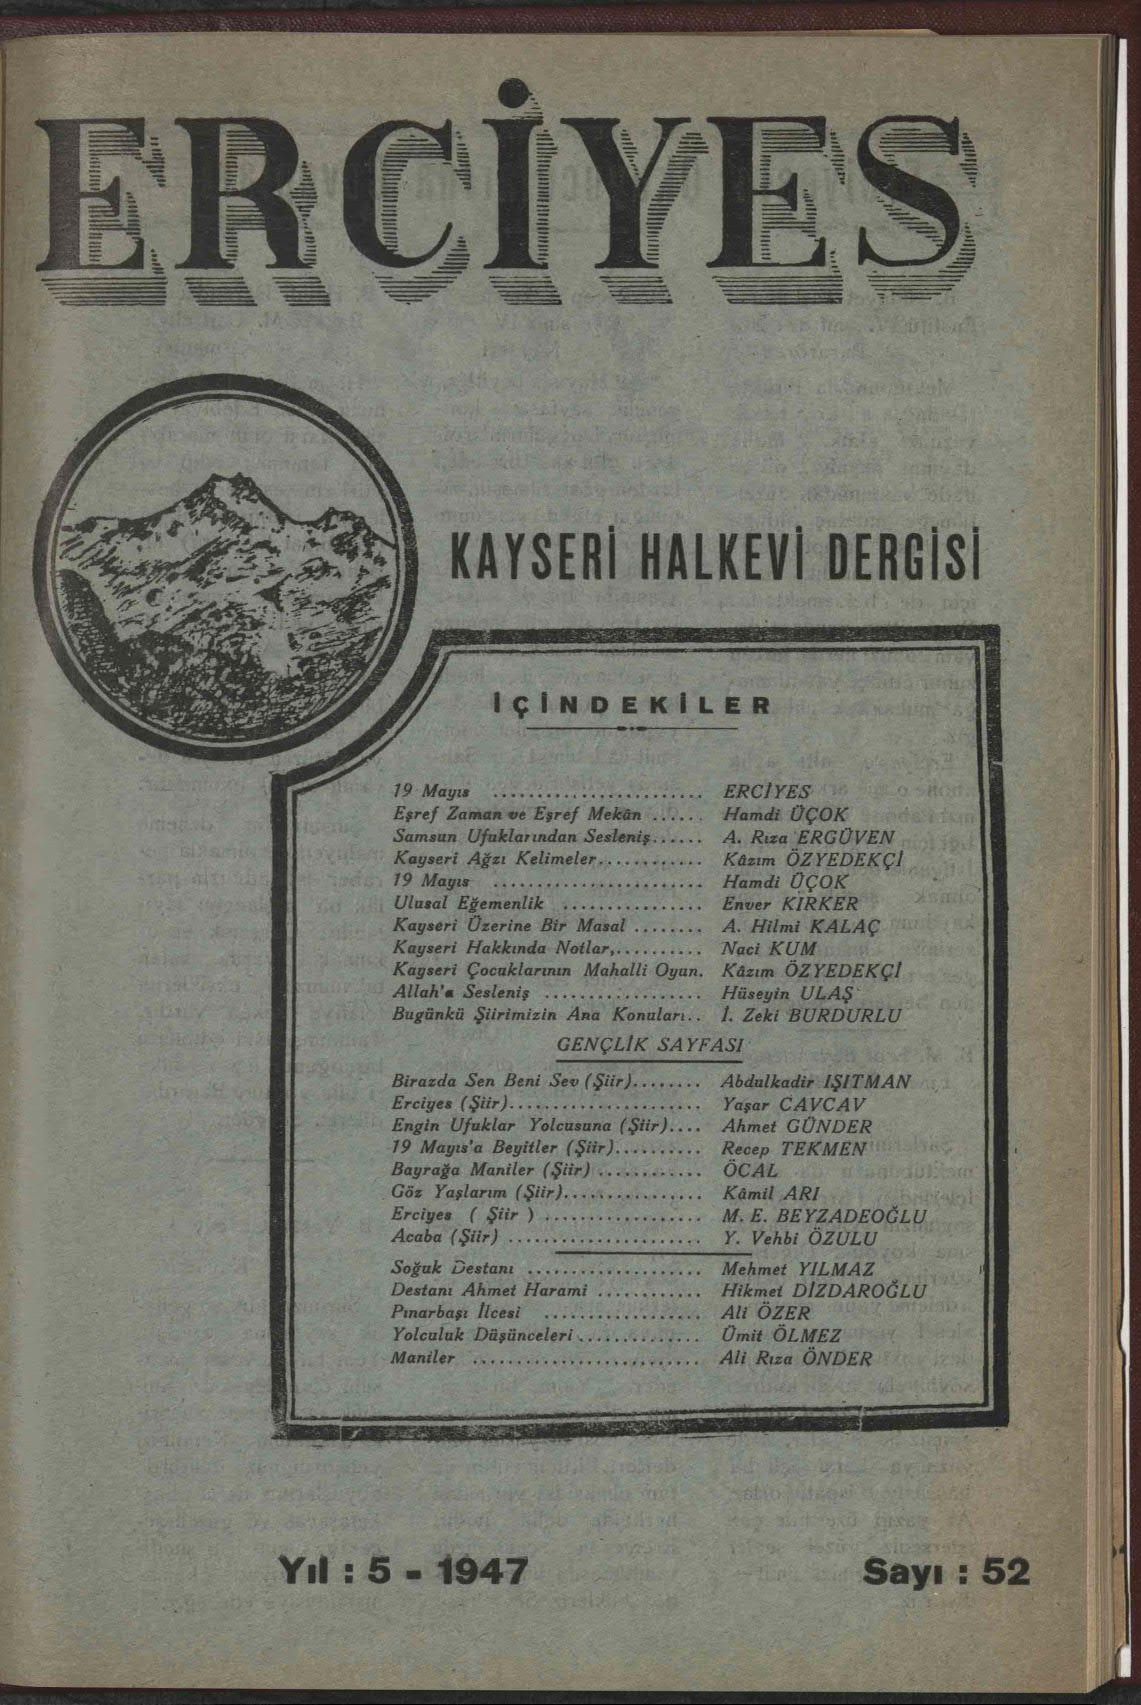 ERCİYES
KAYSERİ HALKEVİ DERGİSİ
İÇİNDEKİLER
19 Mayıs ........................ ERCİYES
Eşref Zaman ve Eşref Mekân ...... Hamdi ÜÇOK
Samsun Ufuklarından Sesleniş...... A. Rıza ERGÜVEN
Kayseri Ağzı Kelimeler............ Kâzım ÖZYEDEKÇİ
19 Mayıs ........................ Hamdi ÜÇOK
Ulusal Eğemenlik ................ Enver KIRKER
Kayseri Üzerine Bir Masal ........ A. Hilmi KALAÇ
Kayseri Hakkında Notlar,.......... Naci KUM
Kayseri Çocuklarının Mahalli Oyun. Kâzım ÖZYEDEKÇİ
Allah'a Sesleniş .................. Hüseyin ULAŞ
Bugünkü Şiirimizin Ana Konuları.. İ. Zeki BURDURLU
GENÇLİK SAYFASI
Birazda Sen Beni Sev (Şiir)........ Abdulkadir IŞITMAN
Erciyes (Şiir)...................... Yaşar CAVCAV
Engin Ufuklar Yolcusuna (Şiir).... Ahmet GÜNDER
19 Mayıs'a Beyitler (Şiir).......... Recep TEKMEN
Bayrağa Maniler (Şiir) ............ ÖCAL
Göz Yaşlarım (Şiir)................ Kâmil ARI
Erciyes ( Şiir ) .................. M. E. BEYZADEOĞLU
Acaba (Şiir) ...................... Y. Vehbi ÖZULU
Soğuk Destanı .................... Mehmet YILMAZ
Destanı Ahmet Harami ............ Hikmet DİZDAROĞLU
Pınarbaşı İlcesi .................. Ali ÖZER
Yolculuk Düşünceleri .............. Ümit ÖLMEZ
Maniler .......................... Ali Rıza ÖNDER
Yıl : 5 - 1947 Sayı : 52